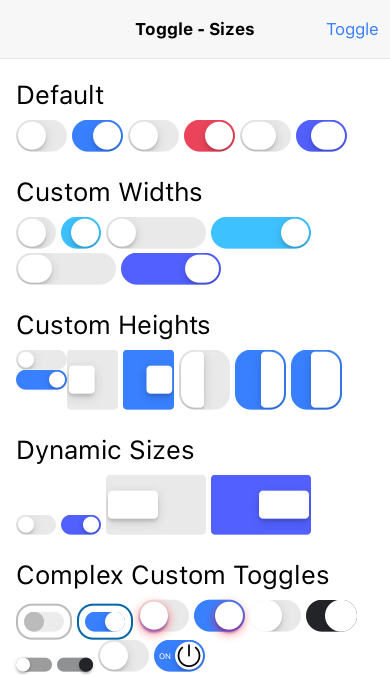 Toggle - Sizes
Toggle
Default
Custom Widths
Custom Heights
Dynamic Sizes
Complex Custom Toggles
ON